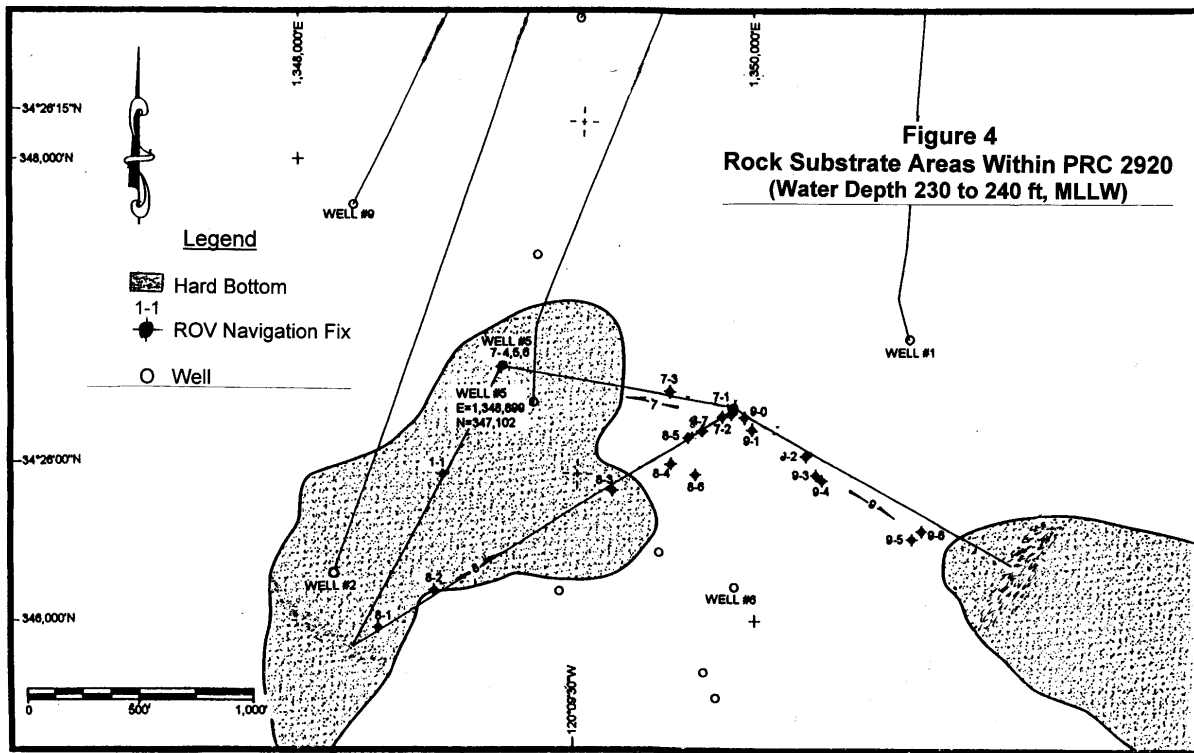 1,348,000'E
1,350,000'E
34°26'15"N
348,000'N
Figure 4
Rock Substrate Areas Within PRC 2920
(Water Depth 230 to 240 ft, MLLW)
WELL #9
Legend
Hard Bottom
1-1
ROV Navigation Fix
Well
WELL #5
7-4,5,6
WELL #1
7-3
WELL #5
E=1,348,899
N=347,102
7
7-1
9-0
7-2
9-1
8-5
34°26'00"N
1-1
8-3
8-4
8-6
9-2
9-3
9-4
9
9-5
9-6
WELL #2
8-2
8
8-1
WELL #6
346,000'N
0
500'
1,000'
120°09'30"W